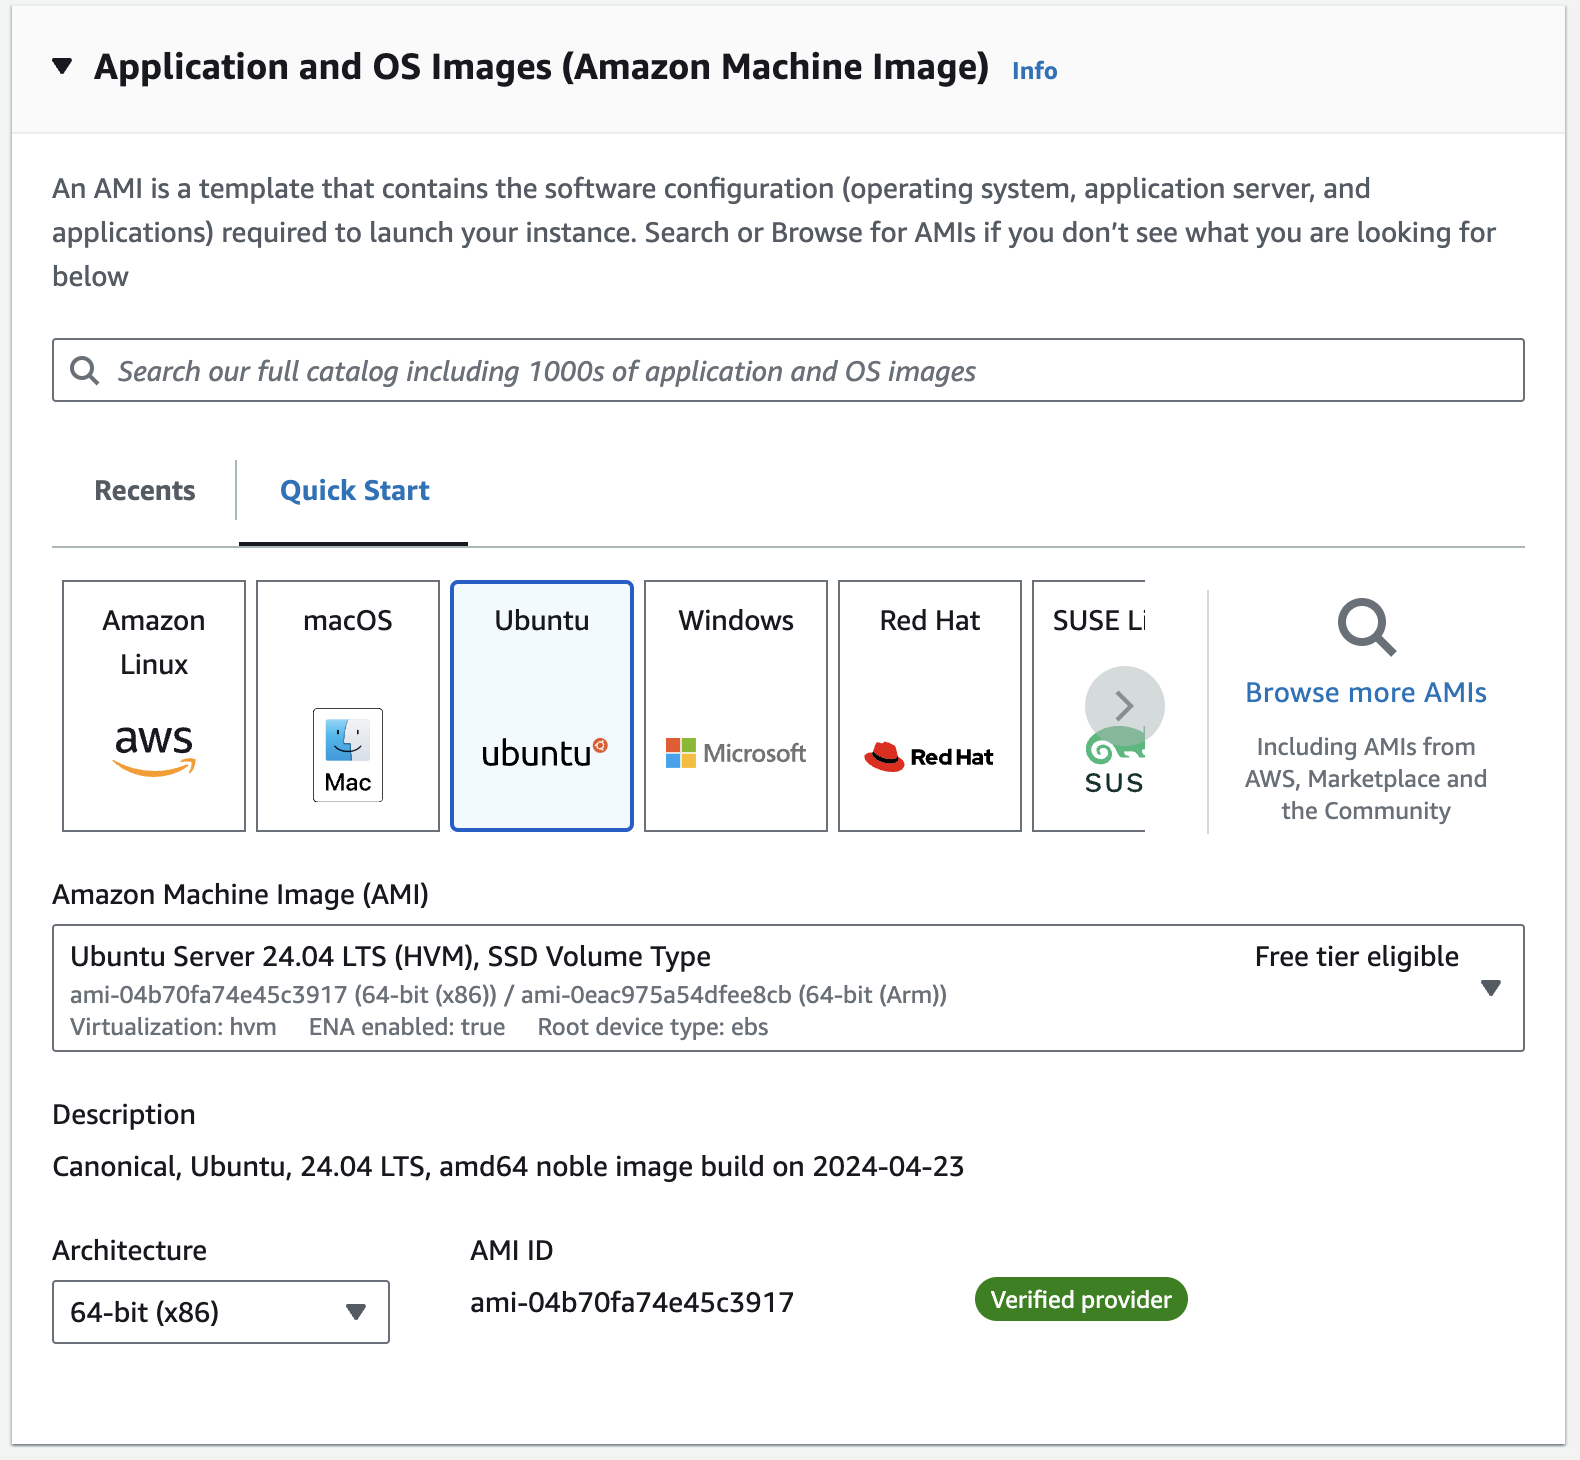 Application and OS Images (Amazon Machine Image) Info
An AMI is a template that contains the software configuration (operating system, application server, and
applications) required to launch your instance. Search or Browse for AMIs if you don’t see what you are looking for
below
Search our full catalog including 1000s of application and OS images
Recents
Quick Start
Amazon
Linux
aws
macOS
Mac
Ubuntu
ubuntu
Windows
Microsoft
Red Hat
Red Hat
SUSE Li
SUS
Browse more AMIs
Including AMIs from
AWS, Marketplace and
the Community
Amazon Machine Image (AMI)
Ubuntu Server 24.04 LTS (HVM), SSD Volume Type
Free tier eligible
ami-04b70fa74e45c3917 (64-bit (x86)) / ami-0eac975a54dfee8cb (64-bit (Arm))
Virtualization: hvm ENA enabled: true Root device type: ebs
Description
Canonical, Ubuntu, 24.04 LTS, amd64 noble image build on 2024-04-23
Architecture
64-bit (x86)
AMI ID
ami-04b70fa74e45c3917
Verified provider